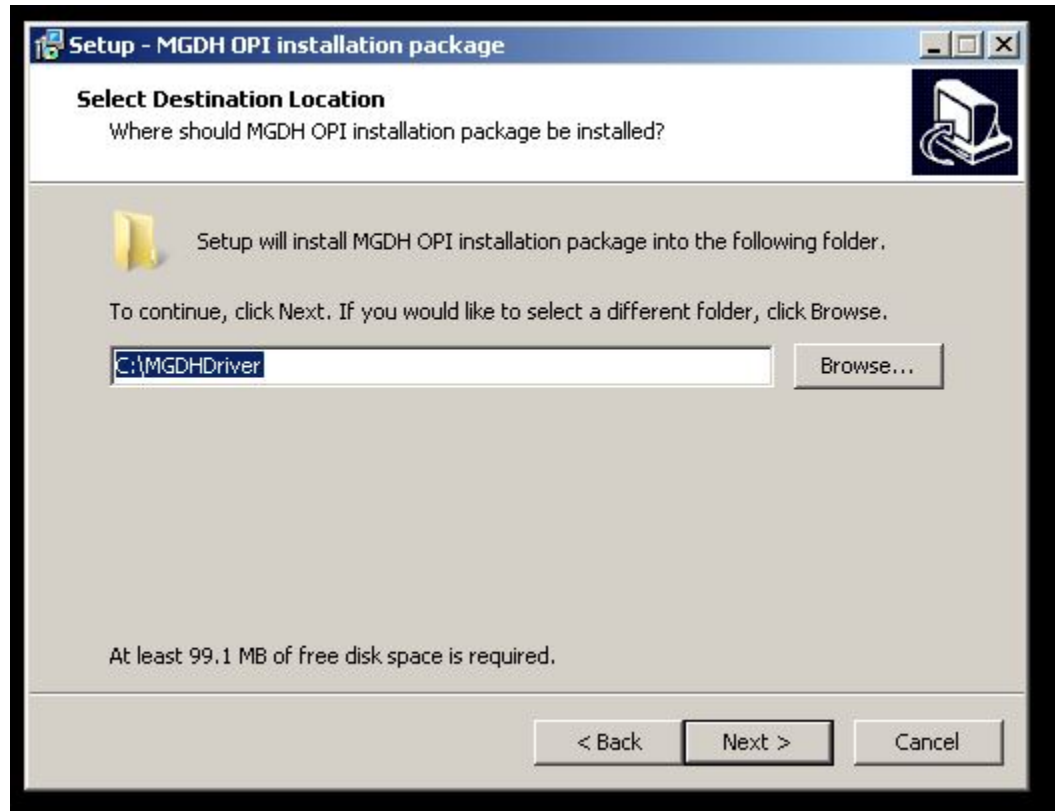 Setup - MGDH OPI installation package
Select Destination Location
Where should MGDH OPI installation package be installed?
Setup will install MGDH OPI installation package into the following folder.
To continue, click Next. If you would like to select a different folder, click Browse.
C:\MGDHDriver
Browse...
At least 99.1 MB of free disk space is required.
< Back
Next >
Cancel